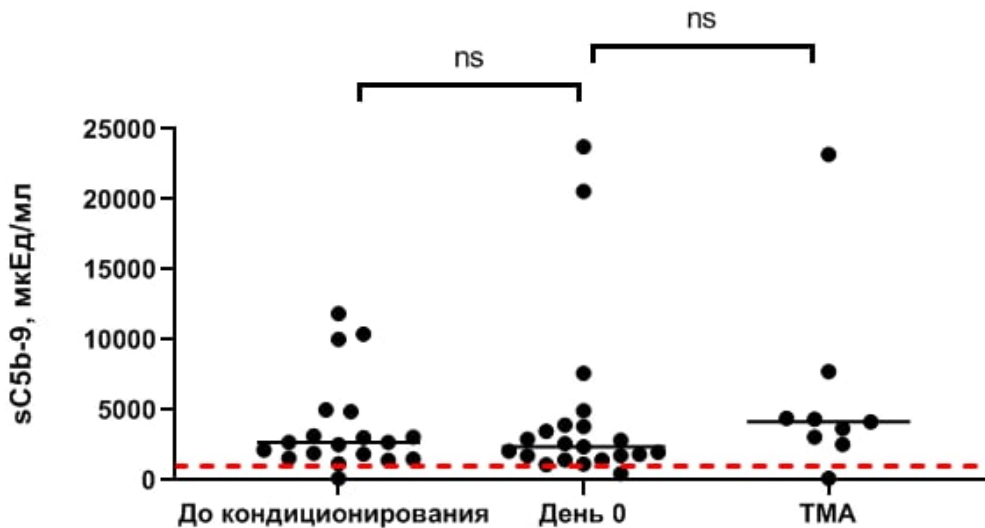 ns
ns
25000
20000
15000
10000
5000
0
sC5b-9, мкЕд/мл
До кондиционирования
День 0
ТМА